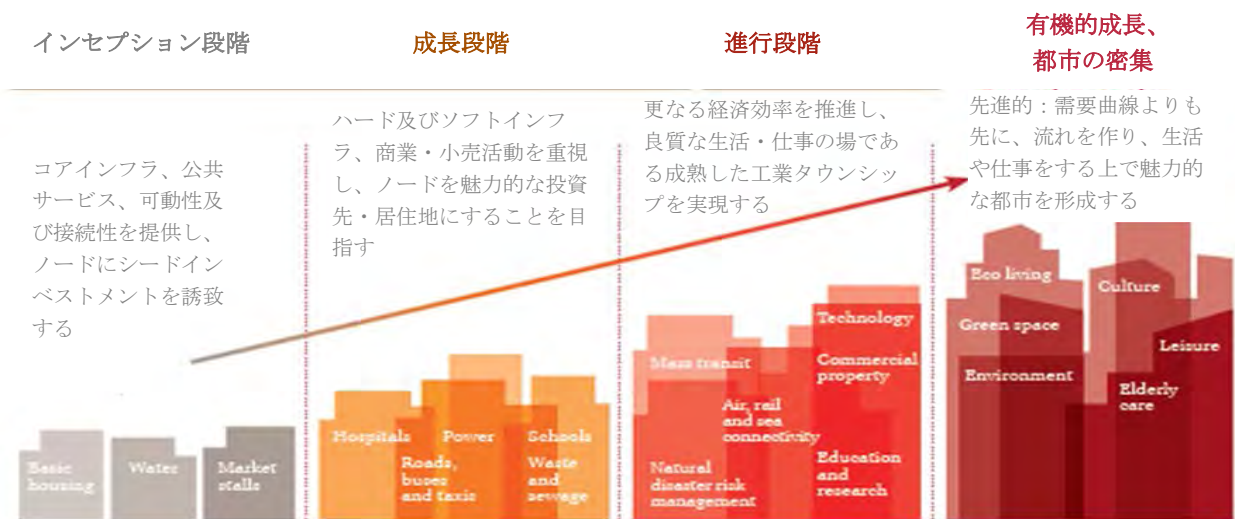 インセプション段階
コアインフラ、公共
サービス、可動性及
び接続性を提供し、
ノードにシードイン
ベストメントを誘致
する
Basic
housing
Water
Market
stalls
成長段階
ハード及びソフトインフ
ラ、商業・小売活動を重視
し、ノードを魅力的な投資
先・居住地にすることを目
指す
Hospitals
Power
Schools
Roads,
buses
and taxis
Waste
and
sewage
進行段階
更なる経済効率を推進し、
良質な生活・仕事の場であ
る成熟した工業タウンシッ
プを実現する
Technology
Mass transit
Commercial
property
Air, rail
and sea
connectivity
Natural
disaster risk
management
Education
and
research
有機的成長、
都市の密集
先進的：需要曲線よりも
先に、流れを作り、生活
や仕事をする上で魅力的
な都市を形成する
Eco living
Culture
Green space
Leisure
Environment
Elderly
care